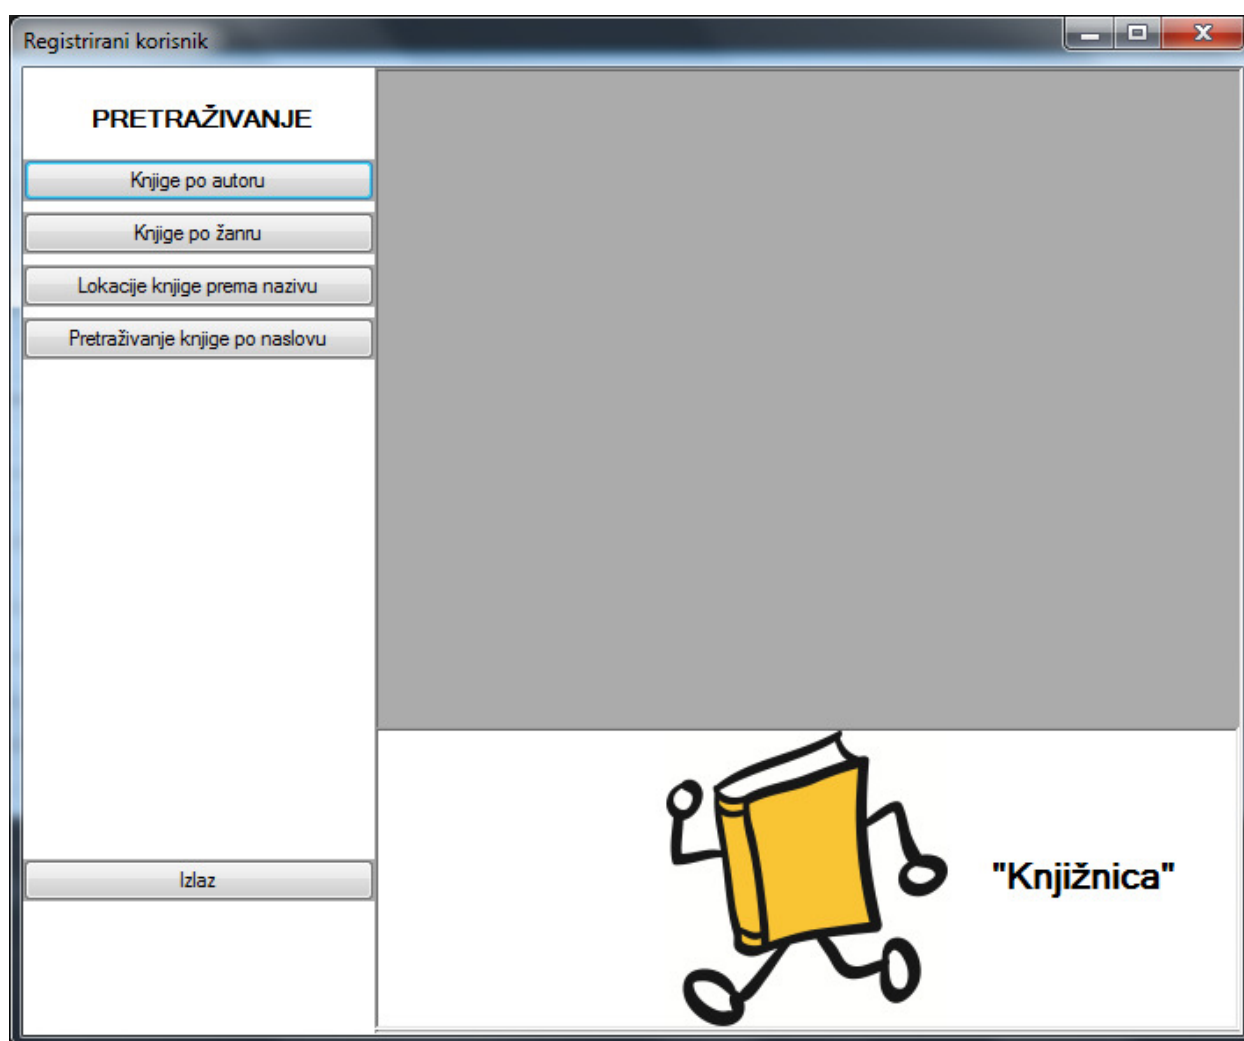 Registrirani korisnik
PRETRAŽIVANJE
Knjige po autoru
Knjige po žanru
Lokacije knjige prema nazivu
Pretraživanje knjige po naslovu
Izlaz
"Knjižnica"